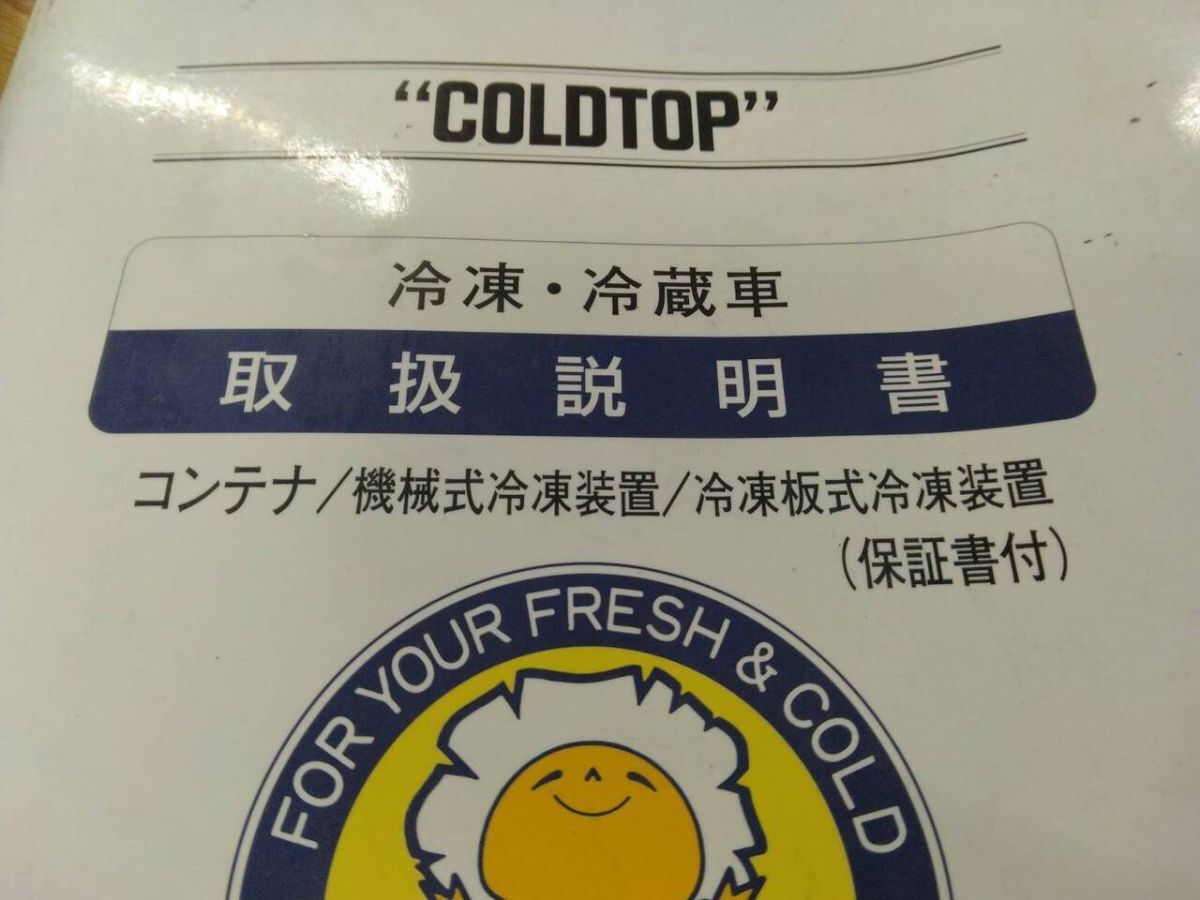 “COLDTOP”
冷凍・冷蔵車
取扱説明書
コンテナ/機械式冷凍装置/冷凍板式冷凍装置
(保証書付)
FOR YOUR FRESH & COLD